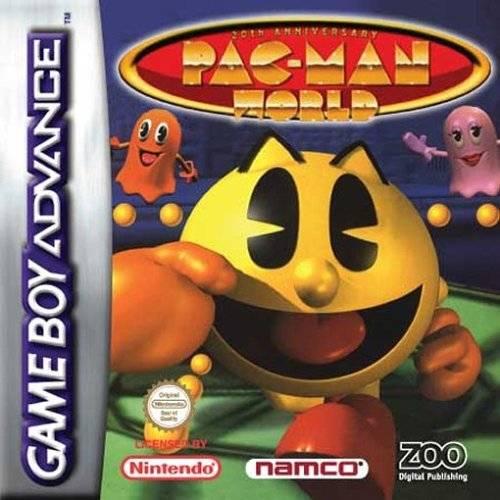 GAME BOY ADVANCE
TM
20th ANNIVERSARY
PAC-MAN
WORLD
Original
Nintendo
Seal of
Quality
LICENSED BY
Nintendo
namco
ZOO
Digital Publishing